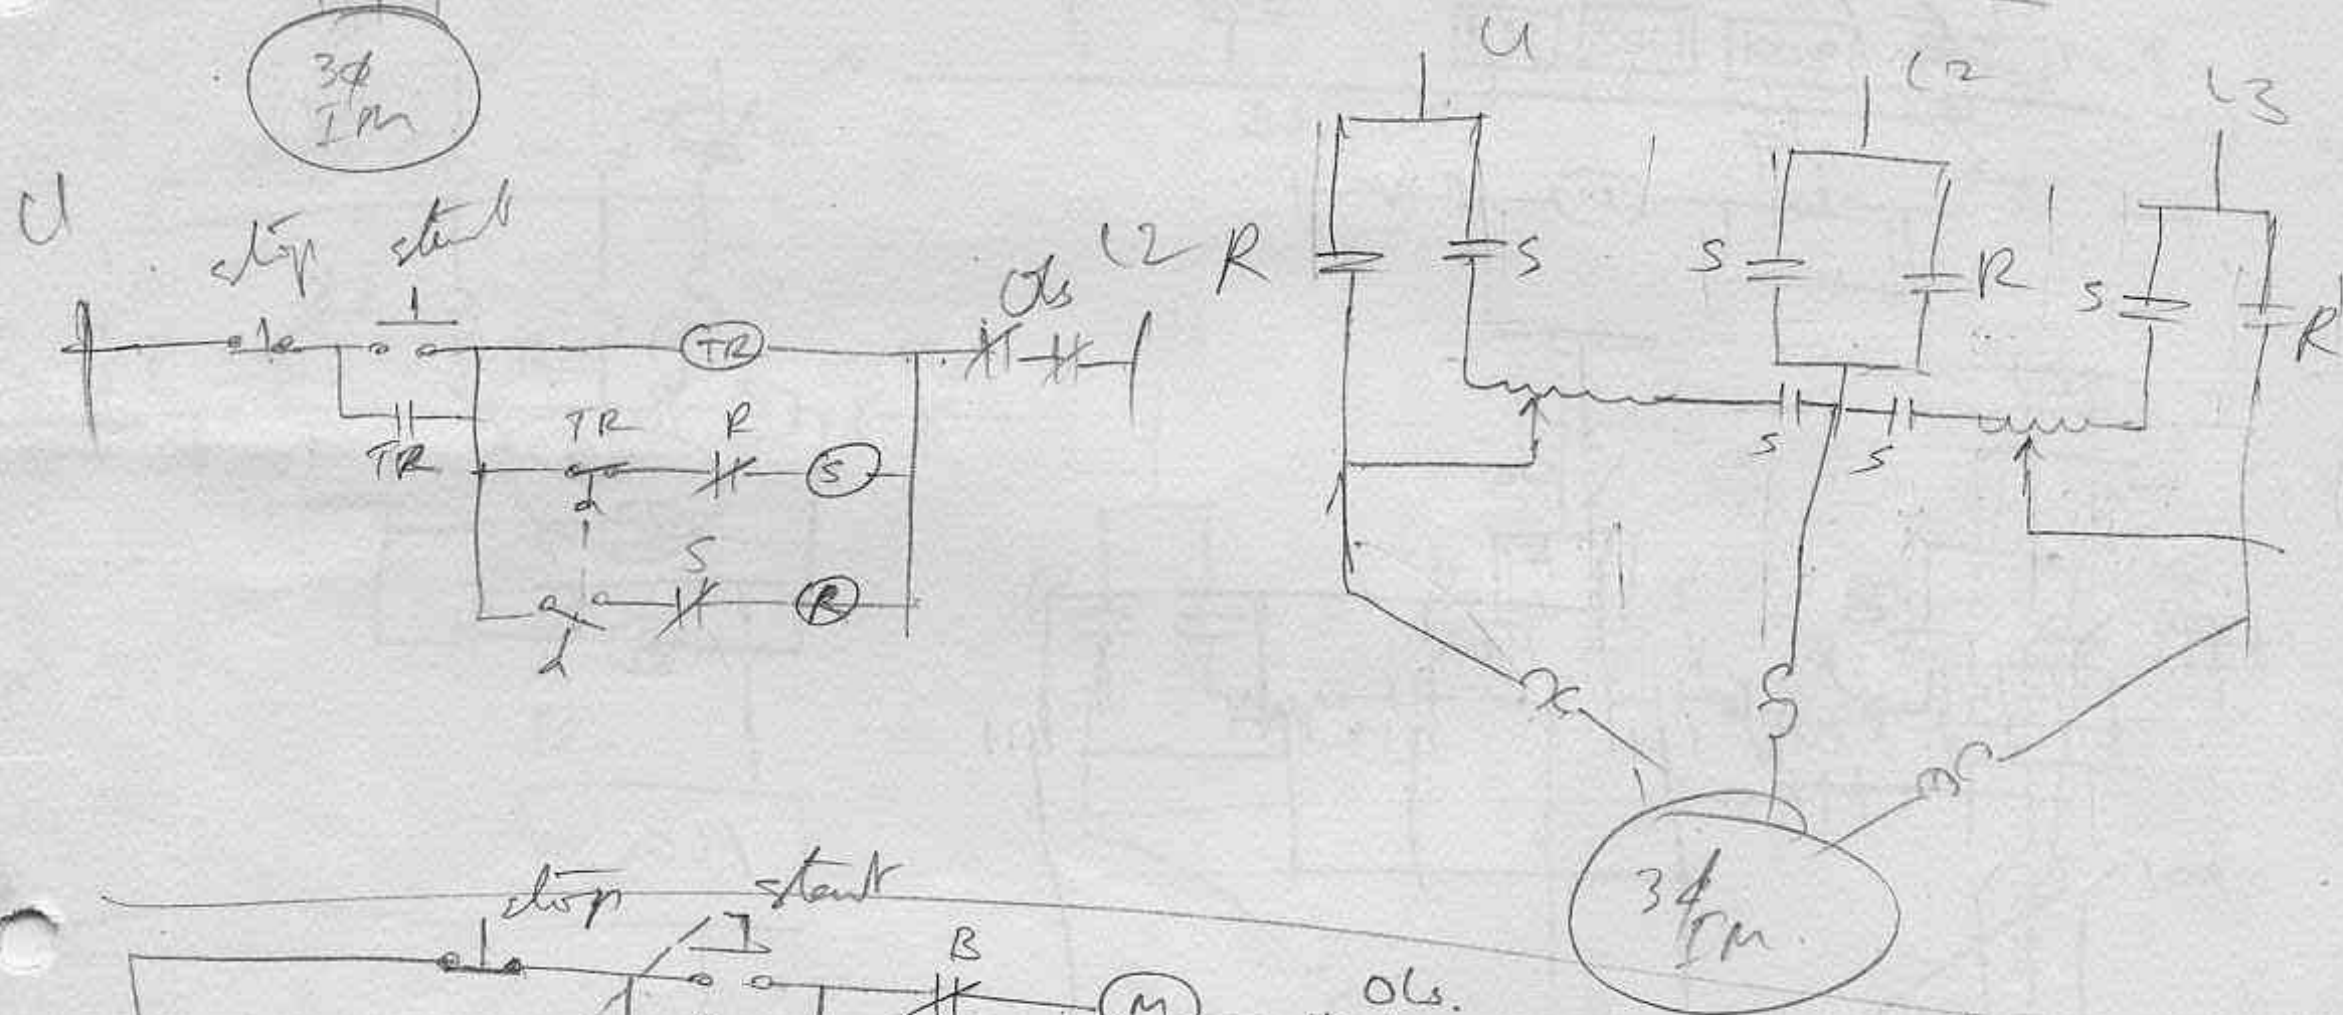 3ϕ
IM
L1
stop start
TR
OLs
L2
TR
TR R
S
S
R
L1
L2
L3
R
S
S
R
S
R
S
S
3ϕ
IM.
stop start
B
M
OLs.